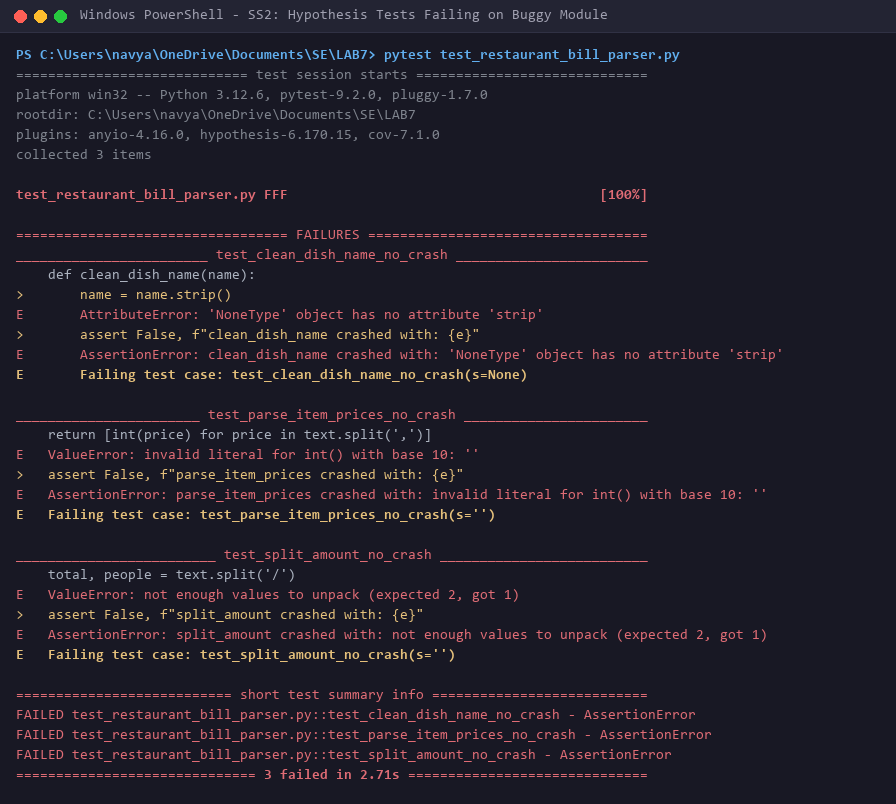 Windows PowerShell - SS2: Hypothesis Tests Failing on Buggy Module
PS C:\Users\navya\OneDrive\Documents\SE\LAB7> pytest test_restaurant_bill_parser.py
============================= test session starts =============================
platform win32 -- Python 3.12.6, pytest-9.2.0, pluggy-1.7.0
rootdir: C:\Users\navya\OneDrive\Documents\SE\LAB7
plugins: anyio-4.16.0, hypothesis-6.170.15, cov-7.1.0
collected 3 items
test_restaurant_bill_parser.py FFF                                       [100%]
================================== FAILURES ===================================
________________________ test_clean_dish_name_no_crash ________________________
    def clean_dish_name(name):
>       name = name.strip()
E       AttributeError: 'NoneType' object has no attribute 'strip'
>       assert False, f"clean_dish_name crashed with: {e}"
E       AssertionError: clean_dish_name crashed with: 'NoneType' object has no attribute 'strip'
E       Failing test case: test_clean_dish_name_no_crash(s=None)
_______________________ test_parse_item_prices_no_crash _______________________
    return [int(price) for price in text.split(',')]
E   ValueError: invalid literal for int() with base 10: ''
>   assert False, f"parse_item_prices crashed with: {e}"
E   AssertionError: parse_item_prices crashed with: invalid literal for int() with base 10: ''
E   Failing test case: test_parse_item_prices_no_crash(s='')
_________________________ test_split_amount_no_crash __________________________
    total, people = text.split('/')
E   ValueError: not enough values to unpack (expected 2, got 1)
>   assert False, f"split_amount crashed with: {e}"
E   AssertionError: split_amount crashed with: not enough values to unpack (expected 2, got 1)
E   Failing test case: test_split_amount_no_crash(s='')
=========================== short test summary info ===========================
FAILED test_restaurant_bill_parser.py::test_clean_dish_name_no_crash - AssertionError
FAILED test_restaurant_bill_parser.py::test_parse_item_prices_no_crash - AssertionError
FAILED test_restaurant_bill_parser.py::test_split_amount_no_crash - AssertionError
============================== 3 failed in 2.71s ==============================